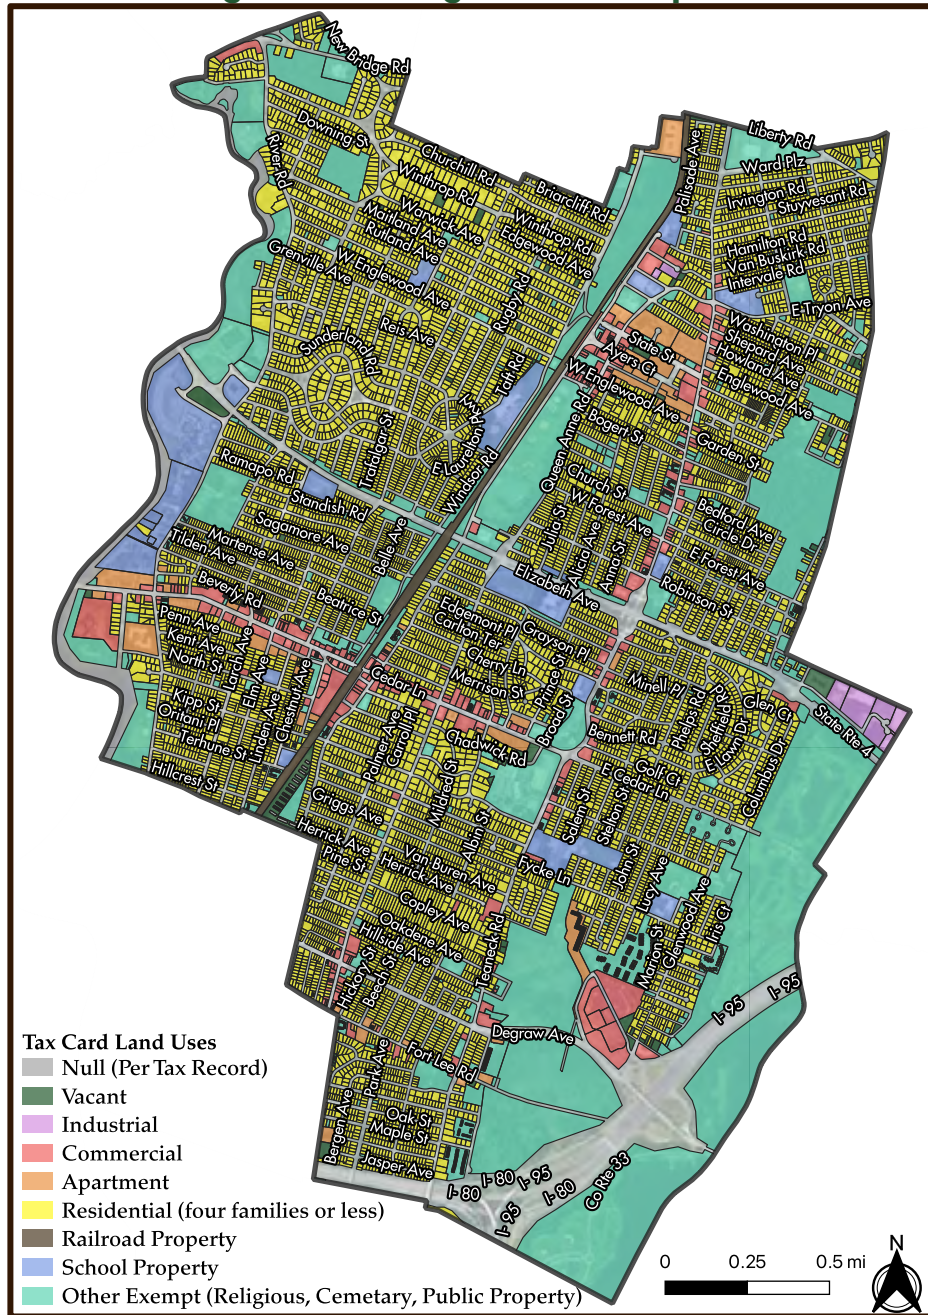 New Bridge Rd
Liberty Rd
Downing St
Palisade Ave
Churchill Rd
Ward Plz
River Rd
Winthrop Rd
Briarcliff Rd
Irvington Rd
Stuyvesant Rd
Warwick Ave
Winthrop Rd
Maitland Ave
Edgewood Ave
Rutland Ave
Hamilton Rd
Van Buskirk Rd
Intervale Rd
Grenville Ave
W Englewood Ave
Rugby Rd
E Tryon Ave
Reis Ave
Washington Pl
Sunderland Rd
State St
Shepard Ave
Ayers Ct
Howland Ave
Lott Rd
W Englewood Ave
Englewood Ave
Queen Anne Rd
Trafalgar St
Bogert St
Garden St
E Laurelton Pkwy
Windsor Rd
Ramapo Rd
Church St
Standish Rd
W Forest Ave
Bedford Ave
Circle Dr
Sagamore Ave
Julia St
Alicia Ave
Anna St
Belle Ave
Martense Ave
Tilden Ave
E Forest Ave
Beverly Rd
Elizabeth Ave
Robinson St
Beatrice St
Edgemont Pl
Penn Ave
Carlton Ter
Grayson Pl
Kent Ave
Larch Ave
Cherry Ln
North St
Elm Ave
Prince St
Minell Pl
Cedar Ln
Merrison St
Phelps Rd
Sheffield Rd
Glen Ct
Kipp St
Linden Ave
Chestnut Ave
Oritani Pl
Palmer Ave
Carroll Pl
Broad St
Bennett Rd
E Lown Dr
State Rte 4
Terhune St
Chadwick Rd
Golf Ct
Columbus Dr
Hillcrest St
Mildred St
E Cedar Ln
Griggs Ave
Salem St
Stelton St
Herrick Ave
Albin St
John St
Pine St
Van Buren Ave
Herrick Ave
Fycke Ln
Lucy Ave
Copley Ave
Glenwood Ave
Oakdene Ave
Teaneck Rd
Iris Ct
Hillside Ave
Marion St
Hickory St
Beech St
I- 95
I- 95
Degraw Ave
Fort Lee Rd
Park Ave
Bergen Ave
Oak St
Maple St
Jasper Ave
I- 80
I- 80
I- 95
I- 80
I- 95
Co Rte 33
Tax Card Land Uses
Null (Per Tax Record)
Vacant
Industrial
Commercial
Apartment
Residential (four families or less)
Railroad Property
School Property
Other Exempt (Religious, Cemetary, Public Property)
0 0.25 0.5 mi
N